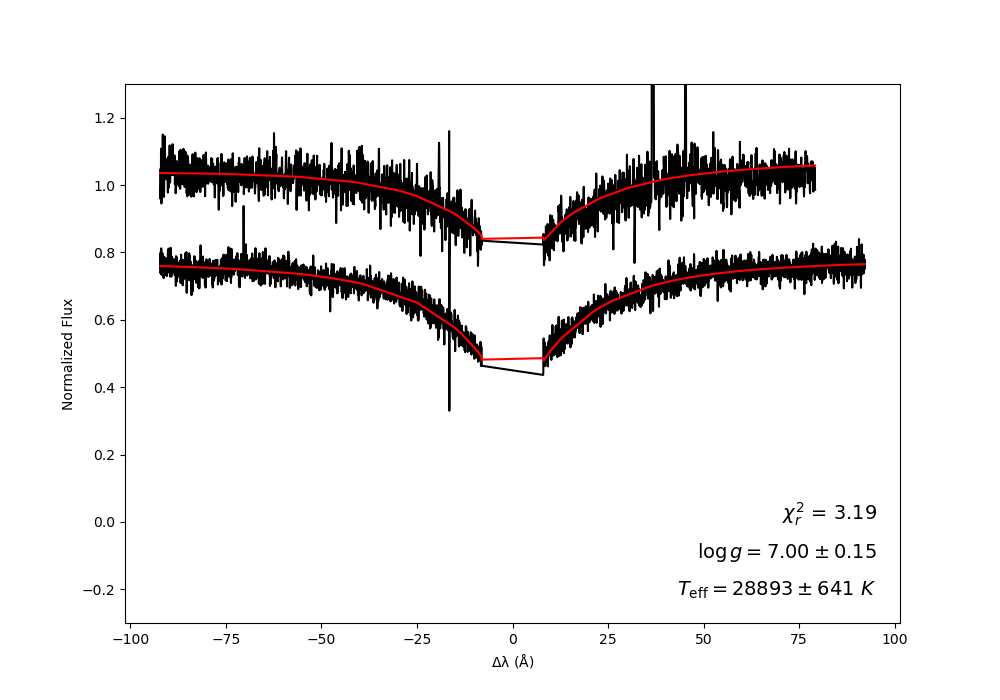 1.2
1.0
0.8
0.6
0.4
0.2
0.0
−0.2
Normalized Flux
χ²ᵣ = 3.19
log g = 7.00 ± 0.15
T_eff = 28893 ± 641 K
−100 −75 −50 −25 0 25 50 75 100
Δλ (Å)